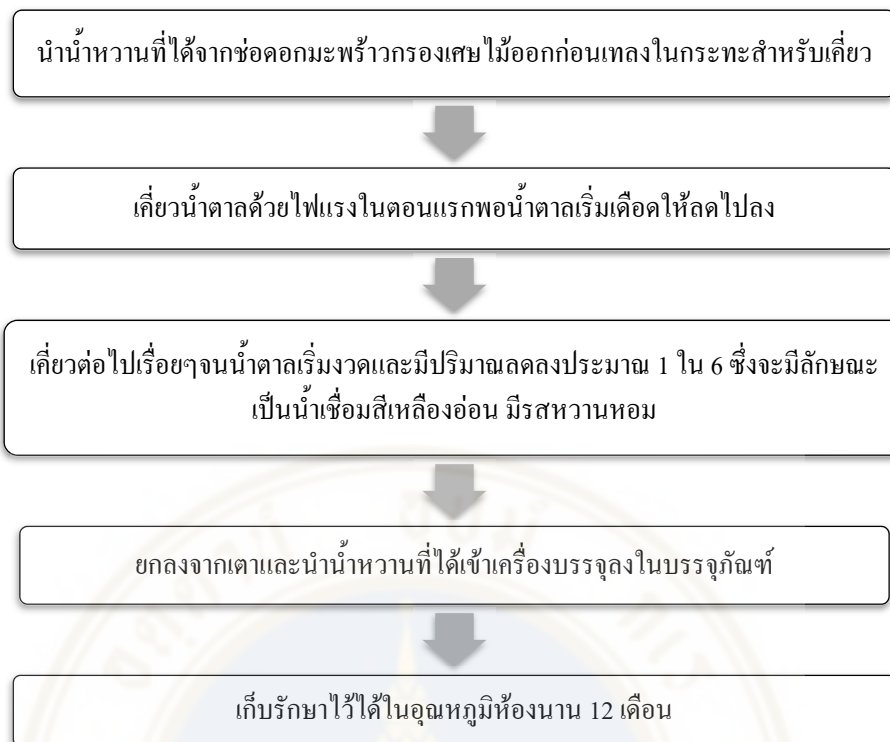 นำน้ำหวานที่ได้จากช่อดอกมะพร้าวกรองเศษไม้ออกก่อนเทลงในกระทะสำหรับเคี่ยว
เคี่ยวน้ำตาลด้วยไฟแรงในตอนแรกพอน้ำตาลเริ่มเดือดให้ลดไปลง
เคี่ยวต่อไปเรื่อยๆจนน้ำตาลเริ่มงวดและมีปริมาณลดลงประมาณ 1 ใน 6 ซึ่งจะมีลักษณะ
เป็นน้ำเชื่อมสีเหลืองอ่อน มีรสหวานหอม
ยกลงจากเตาและนำน้ำหวานที่ได้เข้าเครื่องบรรจุลงในบรรจุภัณฑ์
เก็บรักษาไว้ได้ในอุณหภูมิห้องนาน 12 เดือน